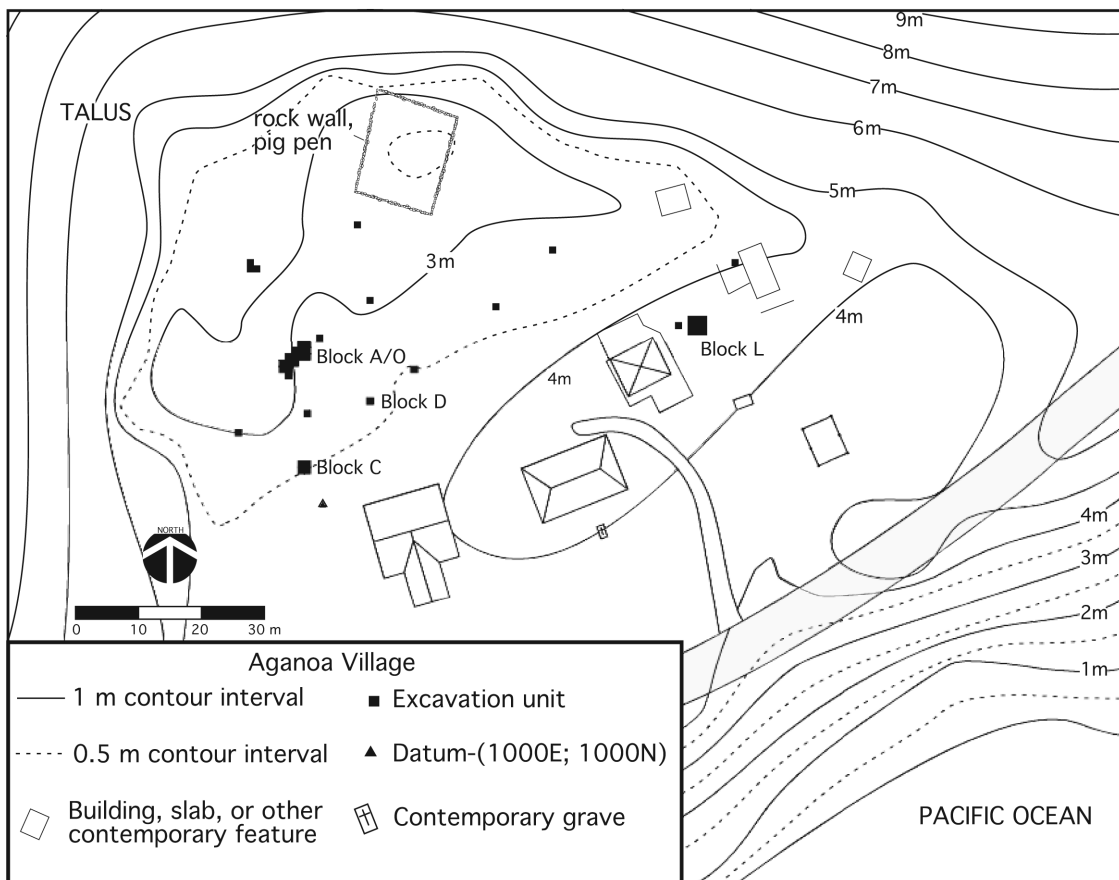 9m
8m
7m
6m
5m
TALUS
rock wall,
pig pen
3m
4m
Block L
Block A/O
4m
Block D
Block C
NORTH
0 10 20 30 m
4m
3m
2m
1m
Aganoa Village
1 m contour interval
Excavation unit
0.5 m contour interval
Datum-(1000E; 1000N)
Building, slab, or other
contemporary feature
Contemporary grave
PACIFIC OCEAN